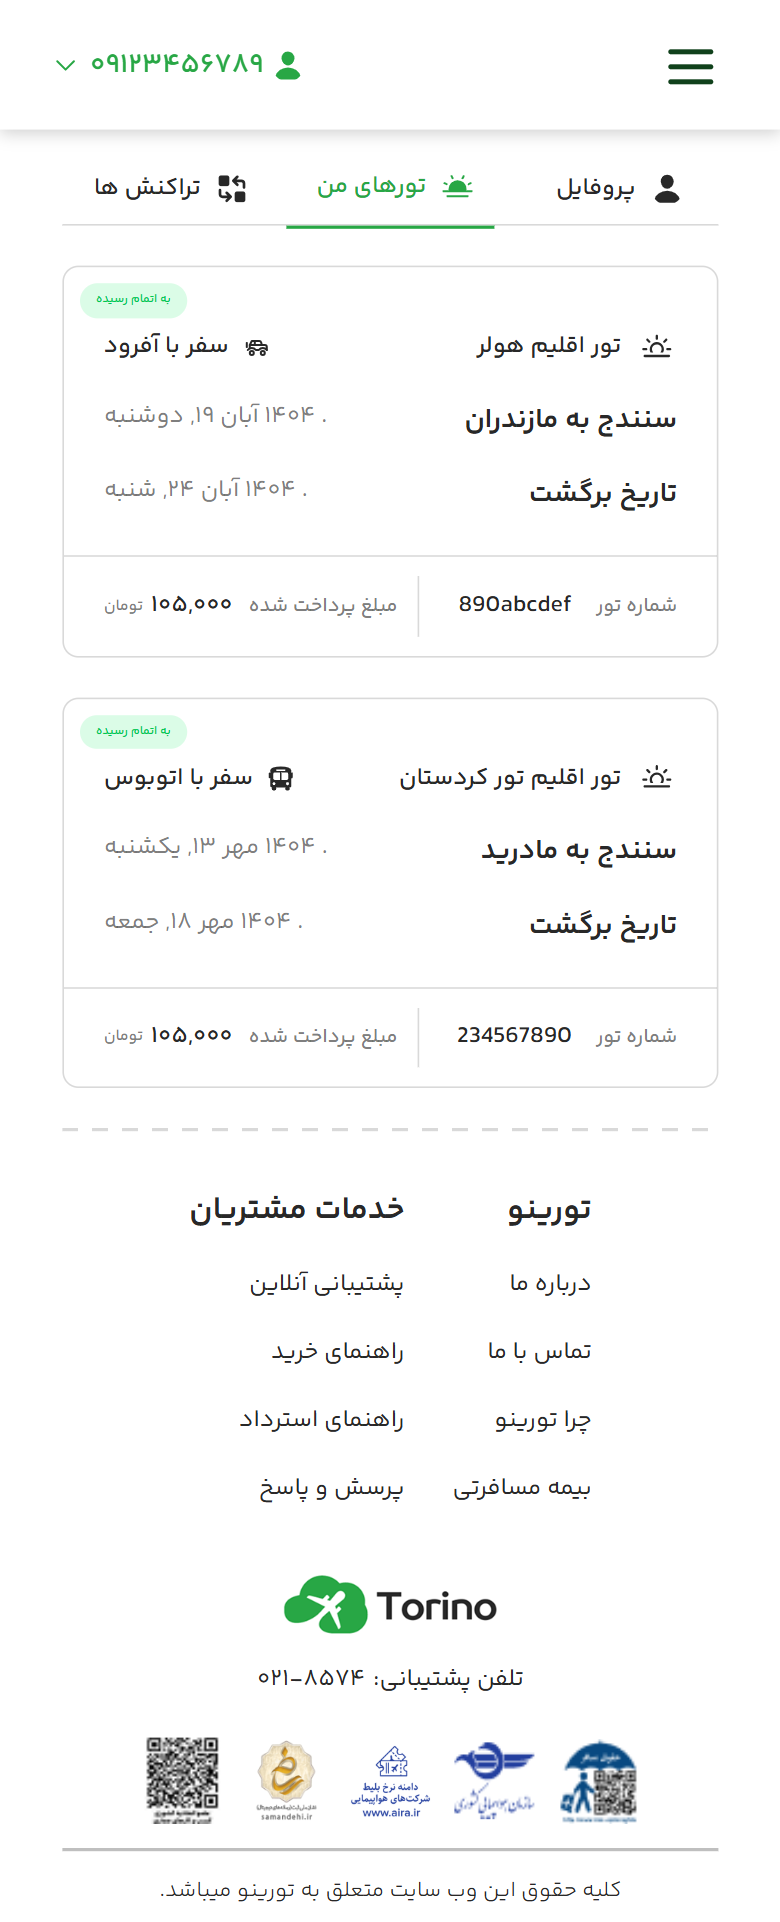 ۰۹۱۲۳۴۵۶۷۸۹
پروفایل
تورهای من
تراکنش ها
به اتمام رسیده
تور اقلیم هولر
سفر با آفرود
سنندج به مازندران
. ۱۴۰۴ آبان ۱۹, دوشنبه
تاریخ برگشت
. ۱۴۰۴ آبان ۲۴, شنبه
شماره تور 890abcdef
مبلغ پرداخت شده ۱۰۵,۰۰۰ تومان
به اتمام رسیده
تور اقلیم تور کردستان
سفر با اتوبوس
سنندج به مادرید
. ۱۴۰۴ مهر ۱۳, یکشنبه
تاریخ برگشت
. ۱۴۰۴ مهر ۱۸, جمعه
شماره تور 234567890
مبلغ پرداخت شده ۱۰۵,۰۰۰ تومان
تورینو
درباره ما
تماس با ما
چرا تورینو
بیمه مسافرتی
خدمات مشتریان
پشتیبانی آنلاین
راهنمای خرید
راهنمای استرداد
پرسش و پاسخ
Torino
تلفن پشتیبانی: ۸۵۷۴-۰۲۱
حقوق مسافر
سازمان هواپیمایی کشوری
دامنه نرخ بلیط
شرکت‌های هواپیمایی
www.aira.ir
samandehi.ir
کلیه حقوق این وب سایت متعلق به تورینو میباشد.